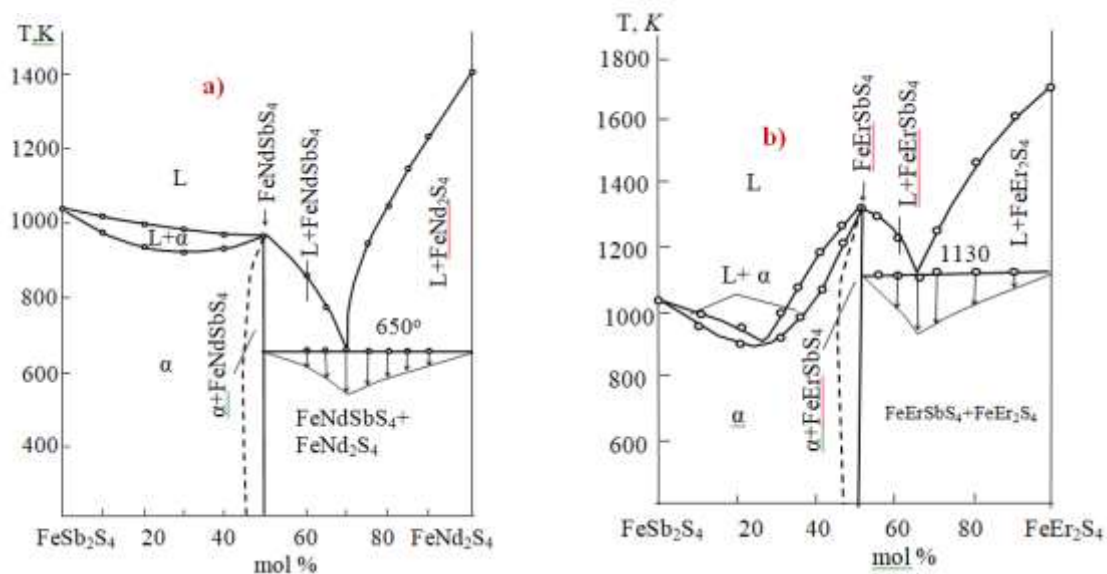 T,K
a)
1400
1200
1000
800
600
400
L
L+α
α
α+FeNdSbS₄
FeNdSbS₄
L+FeNdSbS₄
L+FeNd₂S₄
650º
FeNdSbS₄+
FeNd₂S₄
FeSb₂S₄ 20 40 60 80 FeNd₂S₄
mol %
T, K
b)
1800
1600
1400
1200
1000
800
600
L
L+ α
α
α+FeErSbS₄
FeErSbS₄
L+FeErSbS₄
L+FeEr₂S₄
1130
FeErSbS₄+FeEr₂S₄
FeSb₂S₄ 20 40 60 80 FeEr₂S₄
mol %